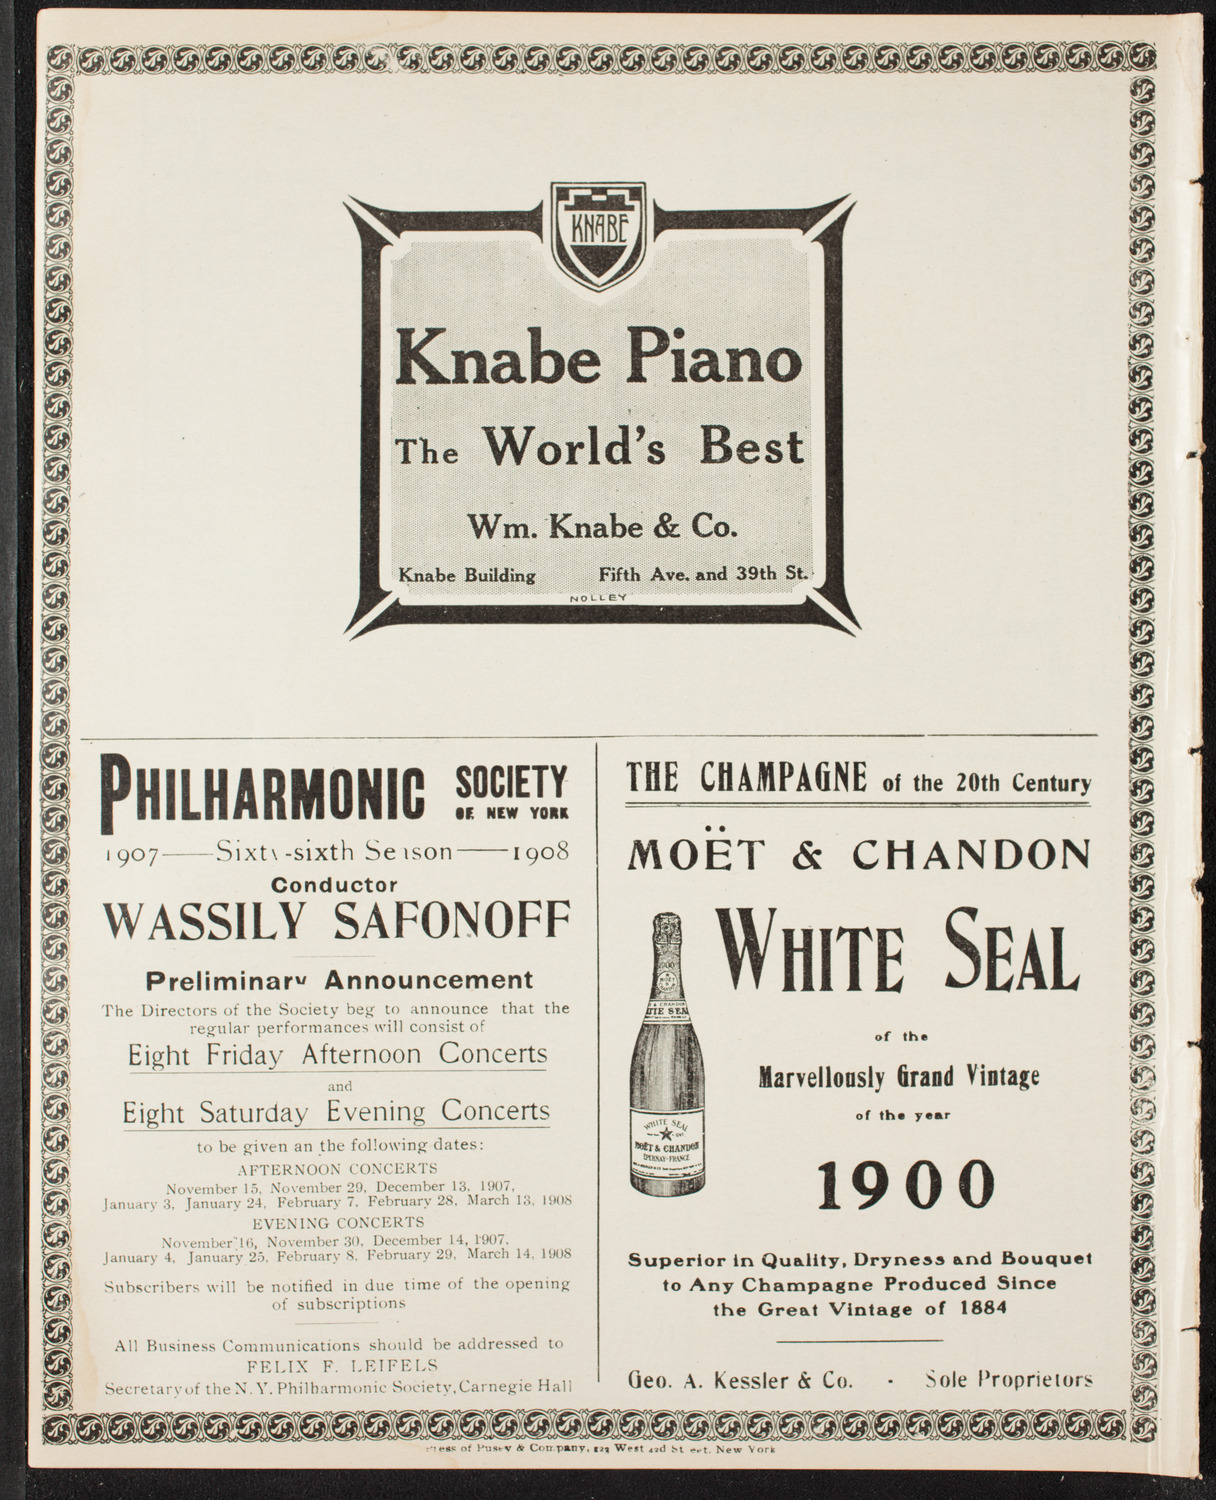 KNABE
Knabe Piano
The World's Best
Wm. Knabe & Co.
Knabe Building Fifth Ave. and 39th St.
NOLLEY
PHILHARMONIC SOCIETY
OF NEW YORK
1907—Sixty-sixth Season—1908
Conductor
WASSILY SAFONOFF
Preliminary Announcement
The Directors of the Society beg to announce that the
regular performances will consist of
Eight Friday Afternoon Concerts
and
Eight Saturday Evening Concerts
to be given an the following dates:
AFTERNOON CONCERTS
November 15, November 29, December 13, 1907,
January 3, January 24, February 7, February 28, March 13, 1908
EVENING CONCERTS
November 16, November 30, December 14, 1907,
January 4, January 25, February 8, February 29, March 14, 1908
Subscribers will be notified in due time of the opening
of subscriptions
All Business Communications should be addressed to
FELIX F. LEIFELS
Secretary of the N. Y. Philharmonic Society, Carnegie Hall
THE CHAMPAGNE of the 20th Century
MOËT & CHANDON
WHITE SEAL
of the
Marvellously Grand Vintage
of the year
1900
WHITE SEAL
MOËT & CHANDON
ÉPERNAY-FRANCE
Superior in Quality, Dryness and Bouquet
to Any Champagne Produced Since
the Great Vintage of 1884
Geo. A. Kessler & Co. - Sole Proprietors
Press of Pusey & Company, 123 West 42d Street, New York